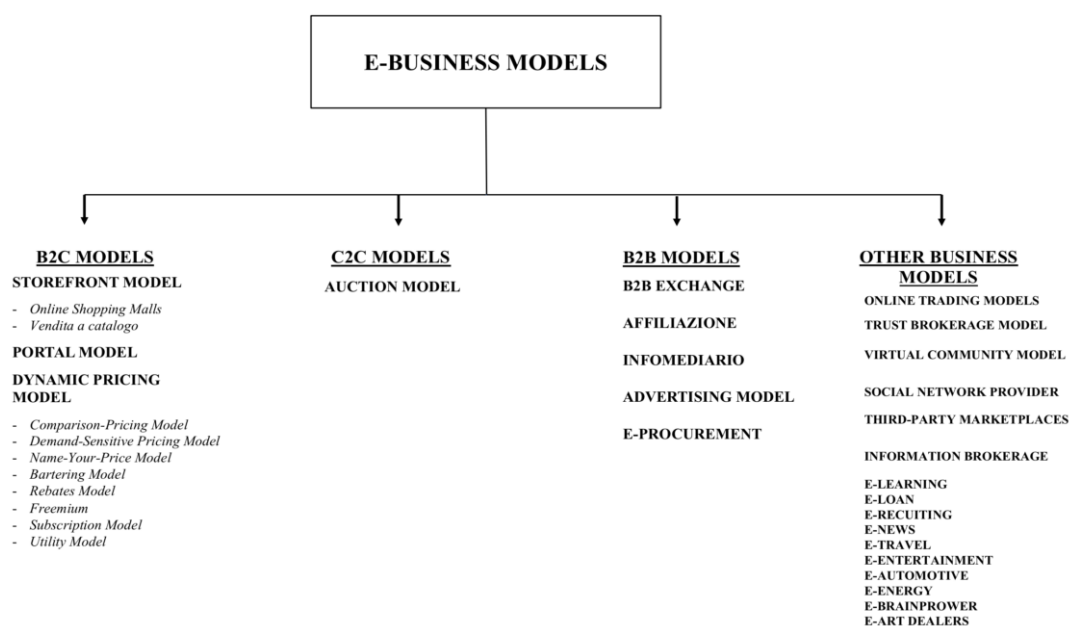 E-BUSINESS MODELS
B2C MODELS
STOREFRONT MODEL
- Online Shopping Malls
- Vendita a catalogo
PORTAL MODEL
DYNAMIC PRICING
MODEL
- Comparison-Pricing Model
- Demand-Sensitive Pricing Model
- Name-Your-Price Model
- Bartering Model
- Rebates Model
- Freemium
- Subscription Model
- Utility Model
C2C MODELS
AUCTION MODEL
B2B MODELS
B2B EXCHANGE
AFFILIAZIONE
INFOMEDIARIO
ADVERTISING MODEL
E-PROCUREMENT
OTHER BUSINESS
MODELS
ONLINE TRADING MODELS
TRUST BROKERAGE MODEL
VIRTUAL COMMUNITY MODEL
SOCIAL NETWORK PROVIDER
THIRD-PARTY MARKETPLACES
INFORMATION BROKERAGE
E-LEARNING
E-LOAN
E-RECUITING
E-NEWS
E-TRAVEL
E-ENTERTAINMENT
E-AUTOMOTIVE
E-ENERGY
E-BRAINPROWER
E-ART DEALERS